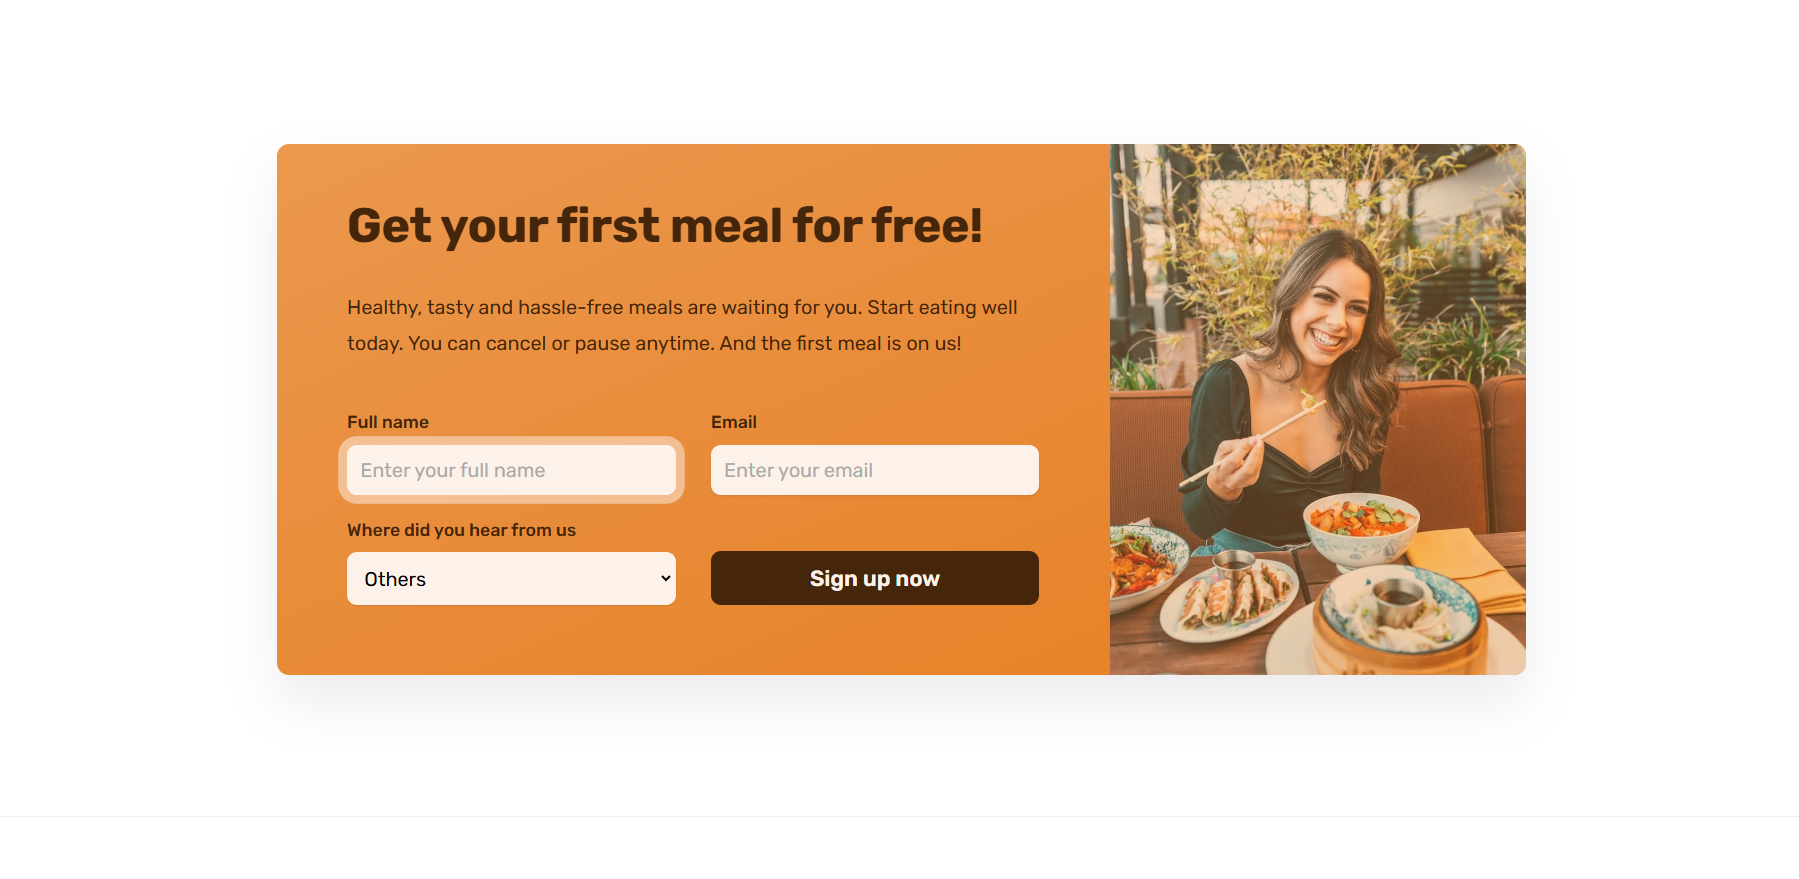 Get your first meal for free!
Healthy, tasty and hassle-free meals are waiting for you. Start eating well
today. You can cancel or pause anytime. And the first meal is on us!
Full name
Email
Enter your full name
Enter your email
Where did you hear from us
Others
Sign up now